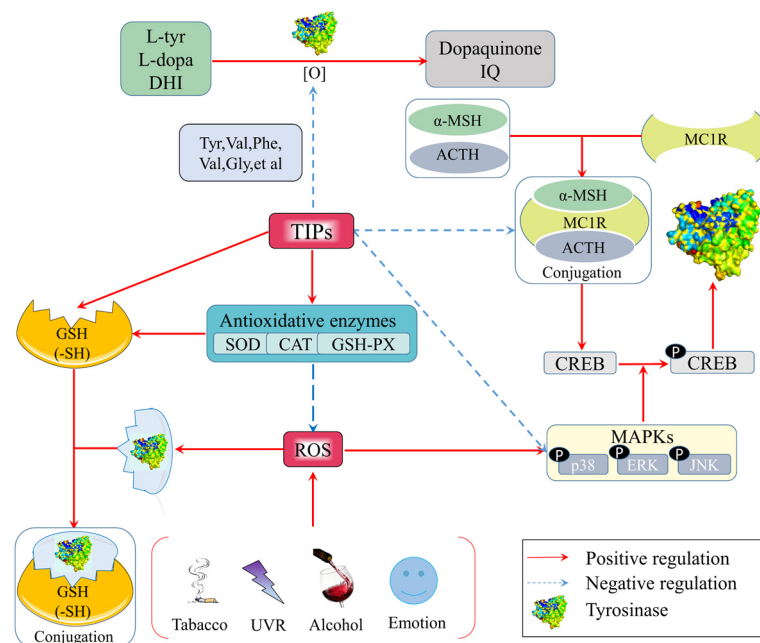 L-tyr
L-dopa
DHI
[O]
Dopaquinone
IQ
α-MSH
ACTH
MC1R
Tyr,Val,Phe,
Val,Gly,et al
α-MSH
MC1R
ACTH
Conjugation
TIPs
Antioxidative enzymes
SOD CAT GSH-PX
GSH
(-SH)
CREB
P
CREB
MAPKs
P
p38
P
ERK
P
JNK
ROS
GSH
(-SH)
Conjugation
Tabacco
UVR
Alcohol
Emotion
Positive regulation
Negative regulation
Tyrosinase